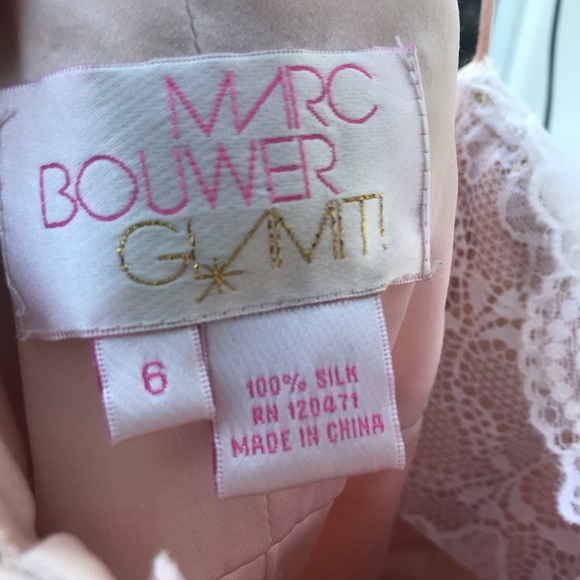 MARC
BOUWER
GLAMIT!
6
100% SILK
RN 120471
MADE IN CHINA